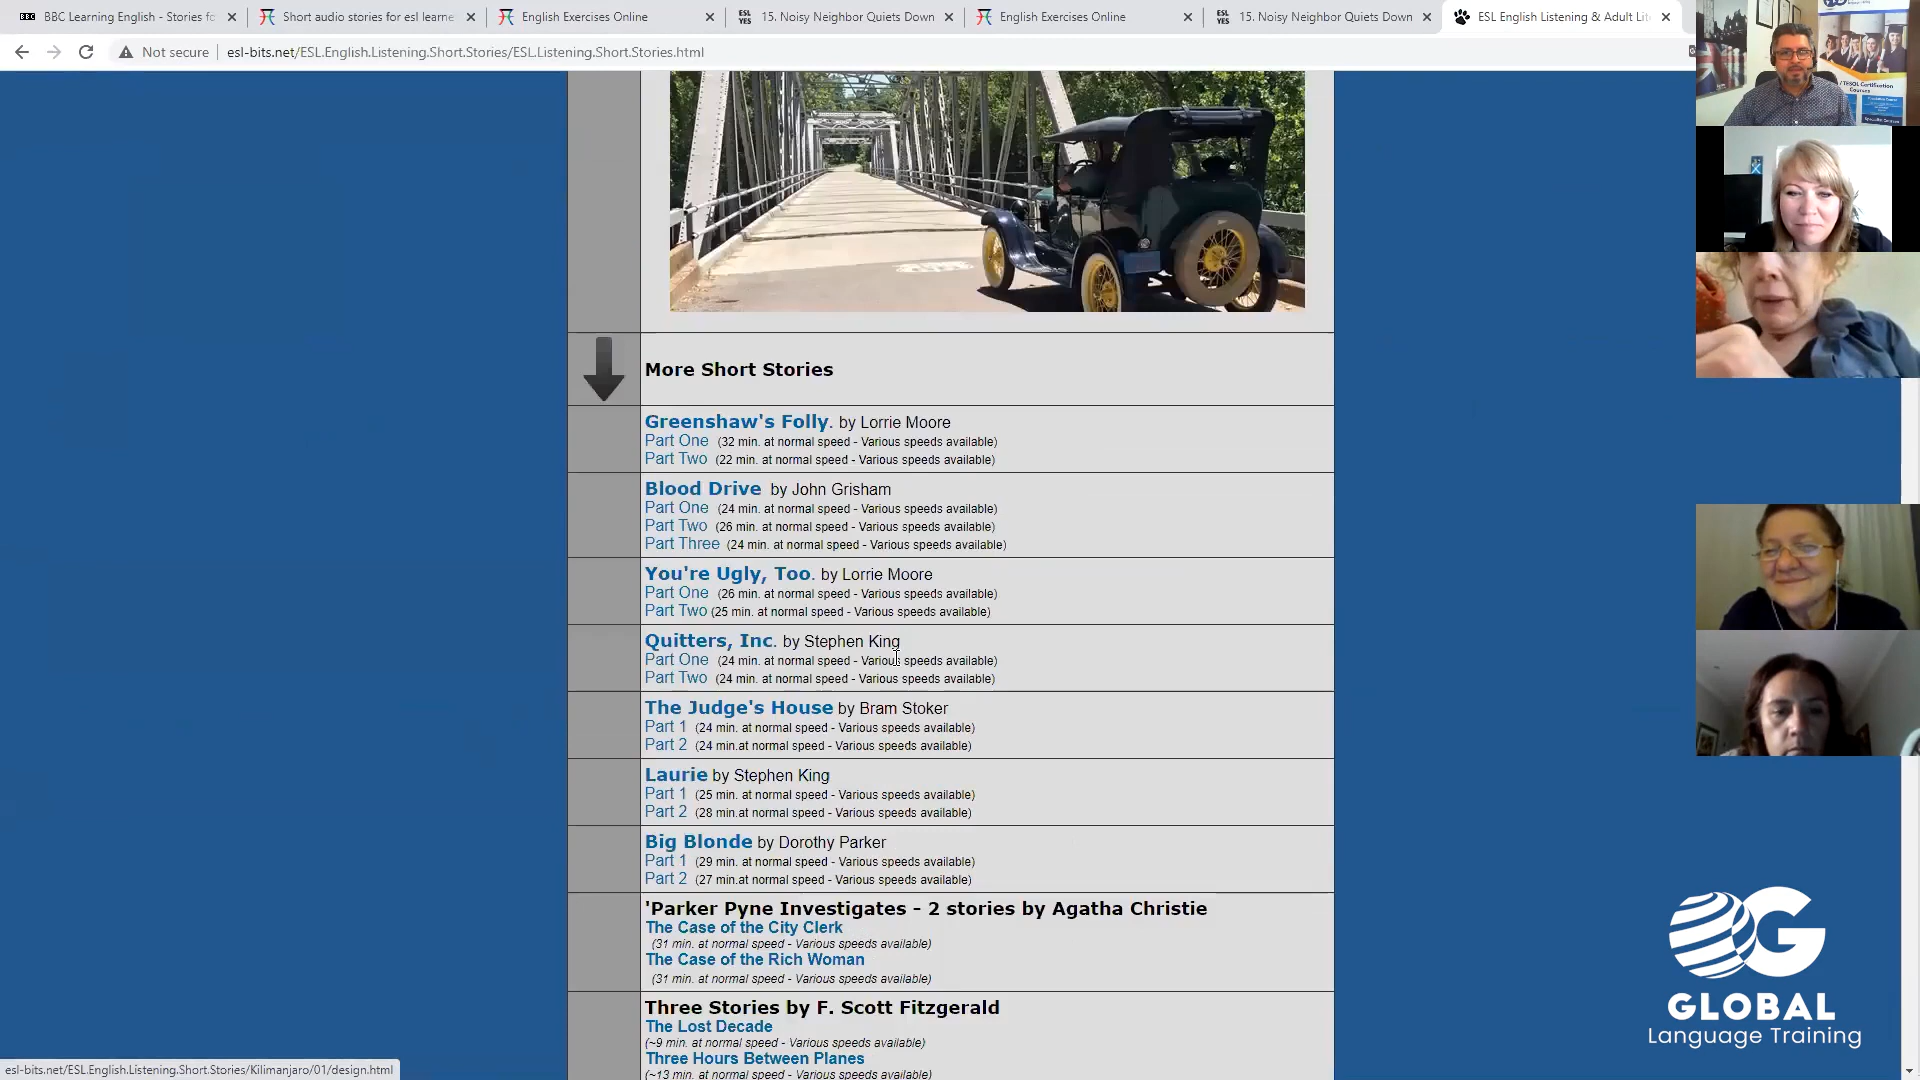 BBC Learning English - Stories fo
Short audio stories for esl learne
English Exercises Online
ESL YES
15. Noisy Neighbor Quiets Down
English Exercises Online
ESL YES
15. Noisy Neighbor Quiets Down
ESL English Listening & Adult Lit
Not secure
esl-bits.net/ESL.English.Listening.Short.Stories/ESL.Listening.Short.Stories.html
/ TESOL Certification
Courses
More Short Stories
Greenshaw's Folly. by Lorrie Moore
Part One (32 min. at normal speed - Various speeds available)
Part Two (22 min. at normal speed - Various speeds available)
Blood Drive by John Grisham
Part One (24 min. at normal speed - Various speeds available)
Part Two (26 min. at normal speed - Various speeds available)
Part Three (24 min. at normal speed - Various speeds available)
You're Ugly, Too. by Lorrie Moore
Part One (26 min. at normal speed - Various speeds available)
Part Two (25 min. at normal speed - Various speeds available)
Quitters, Inc. by Stephen King
Part One (24 min. at normal speed - Various speeds available)
Part Two (24 min. at normal speed - Various speeds available)
The Judge's House by Bram Stoker
Part 1 (24 min. at normal speed - Various speeds available)
Part 2 (24 min.at normal speed - Various speeds available)
Laurie by Stephen King
Part 1 (25 min. at normal speed - Various speeds available)
Part 2 (28 min.at normal speed - Various speeds available)
Big Blonde by Dorothy Parker
Part 1 (29 min. at normal speed - Various speeds available)
Part 2 (27 min.at normal speed - Various speeds available)
'Parker Pyne Investigates - 2 stories by Agatha Christie
The Case of the City Clerk
(31 min. at normal speed - Various speeds available)
The Case of the Rich Woman
(31 min. at normal speed - Various speeds available)
Three Stories by F. Scott Fitzgerald
The Lost Decade
(~9 min. at normal speed - Various speeds available)
Three Hours Between Planes
(~13 min. at normal speed - Various speeds available)
esl-bits.net/ESL.English.Listening.Short.Stories/Kilimanjaro/01/design.html
G
GLOBAL
Language Training